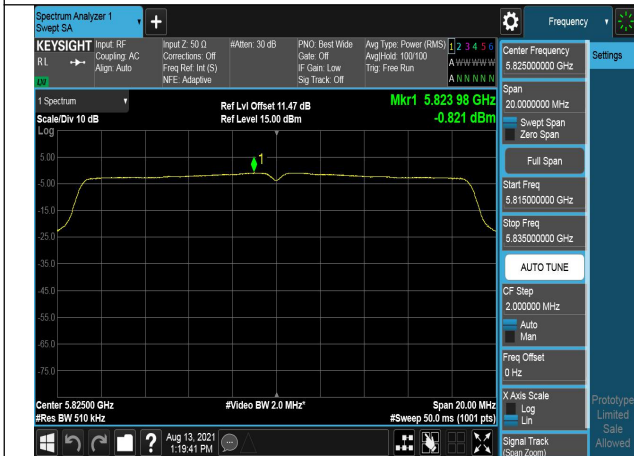 Spectrum Analyzer 1
Swept SA
Frequency
KEYSIGHT
R L
Input: RF
Coupling: AC
Align: Auto
Input Z: 50 Ω
Corrections: Off
Freq Ref: Int (S)
NFE: Adaptive
#Atten: 30 dB
PNO: Best Wide
Gate: Off
IF Gain: Low
Sig Track: Off
Avg Type: Power (RMS)
Avg|Hold: 100/100
Trig: Free Run
1 2 3 4 5 6
A W W W W W
A N N N N N
1 Spectrum
Scale/Div 10 dB
Log
Ref Lvl Offset 11.47 dB
Ref Level 15.00 dBm
Mkr1 5.823 98 GHz
-0.821 dBm
1
5.00
-5.00
-15.0
-25.0
-35.0
-45.0
-55.0
-65.0
-75.0
Center 5.82500 GHz
#Res BW 510 kHz
#Video BW 2.0 MHz*
Span 20.00 MHz
#Sweep 50.0 ms (1001 pts)
Aug 13, 2021
1:19:41 PM
Center Frequency
5.825000000 GHz
Settings
Span
20.0000000 MHz
Swept Span
Zero Span
Full Span
Start Freq
5.815000000 GHz
Stop Freq
5.835000000 GHz
AUTO TUNE
CF Step
2.000000 MHz
Auto
Man
Freq Offset
0 Hz
X Axis Scale
Log
Lin
Signal Track
(Span Zoom)
Prototype
Limited
Sale
Allowed